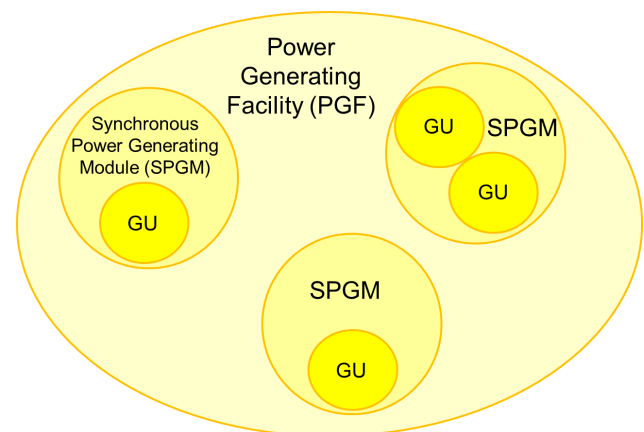 Power
Generating
Facility (PGF)
Synchronous
Power Generating
Module (SPGM)
GU
GU
SPGM
GU
SPGM
GU